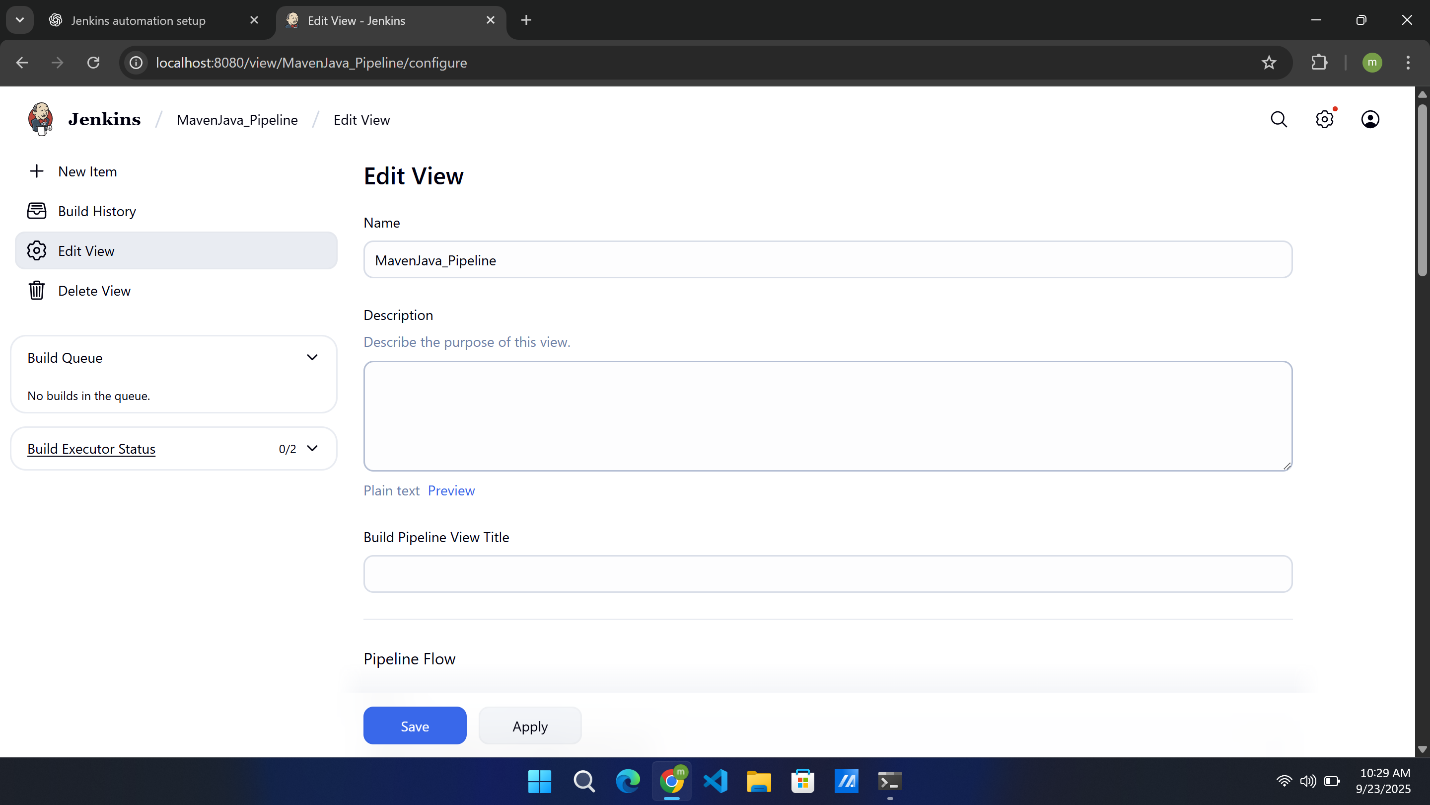 Jenkins automation setup
Edit View - Jenkins
localhost:8080/view/MavenJava_Pipeline/configure
m
Jenkins / MavenJava_Pipeline / Edit View
New Item
Build History
Edit View
Delete View
Build Queue
No builds in the queue.
Build Executor Status 0/2
Edit View
Name
MavenJava_Pipeline
Description
Describe the purpose of this view.
Plain text Preview
Build Pipeline View Title
Pipeline Flow
Save Apply
m
10:29 AM
9/23/2025